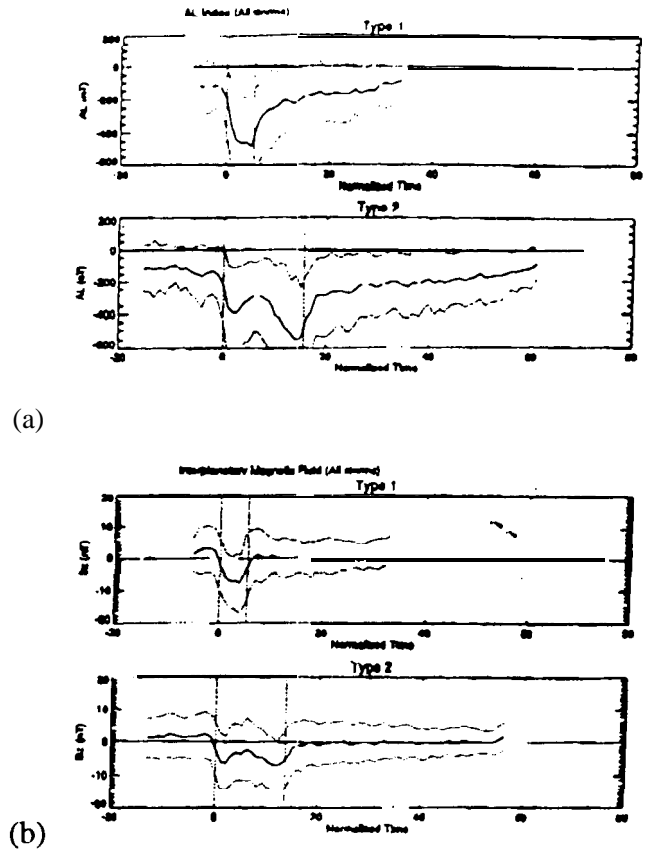 AL Index (All storms)
Type 1
200
0
-200
-400
-600
AL (nT)
-20 0 20 40 60 80
Normalized Time
Type 2
200
0
-200
-400
-600
AL (nT)
-20 0 20 40 60 80
Normalized Time
(a)
Interplanetary Magnetic Field (All storms)
Type 1
20
10
0
-10
-20
Bz (nT)
-20 0 20 40 60 80
Normalized Time
Type 2
20
10
0
-10
-20
Bz (nT)
-20 0 20 40 60 80
Normalized Time
(b)